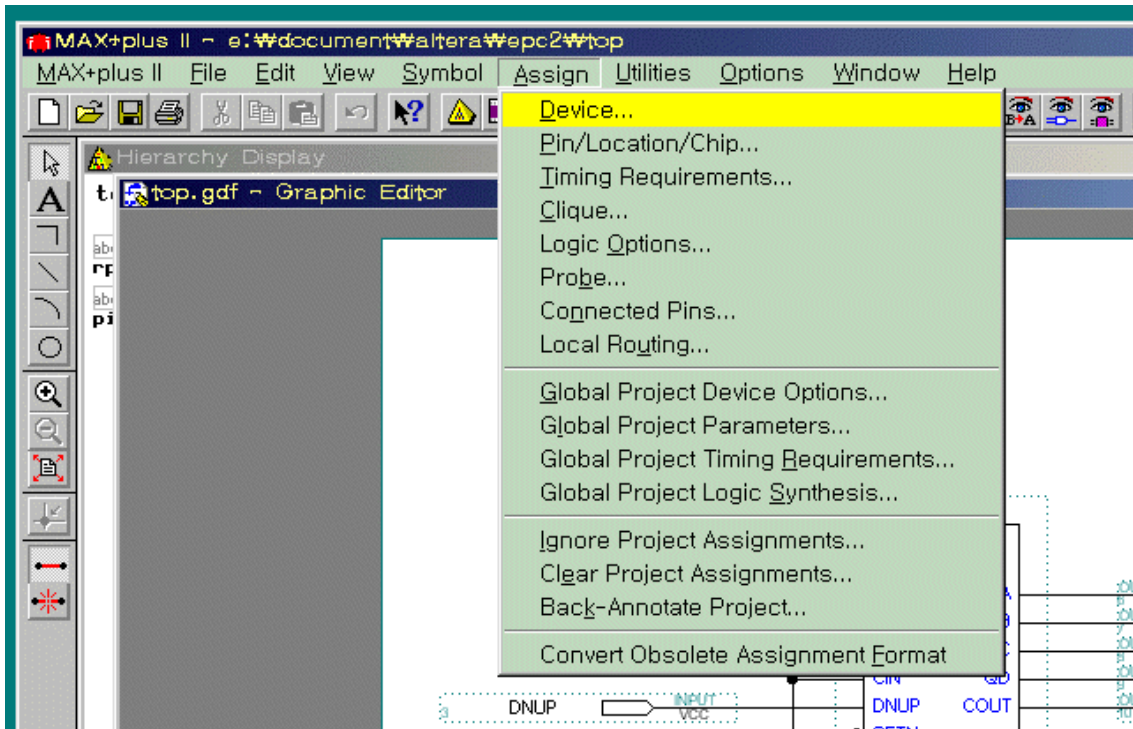 MAX+plus II - e:₩document₩altera₩epc2₩top
MAX+plus II File Edit View Symbol Assign Utilities Options Window Help
B+A
Hierarchy Display
top.gdf - Graphic Editor
A
Device...
Pin/Location/Chip...
Timing Requirements...
Clique...
Logic Options...
Probe...
Connected Pins...
Local Routing...
Global Project Device Options...
Global Project Parameters...
Global Project Timing Requirements...
Global Project Logic Synthesis...
Ignore Project Assignments...
Clear Project Assignments...
Back-Annotate Project...
Convert Obsolete Assignment Format
CIN QD
3 DNUP INPUT VCC DNUP COUT